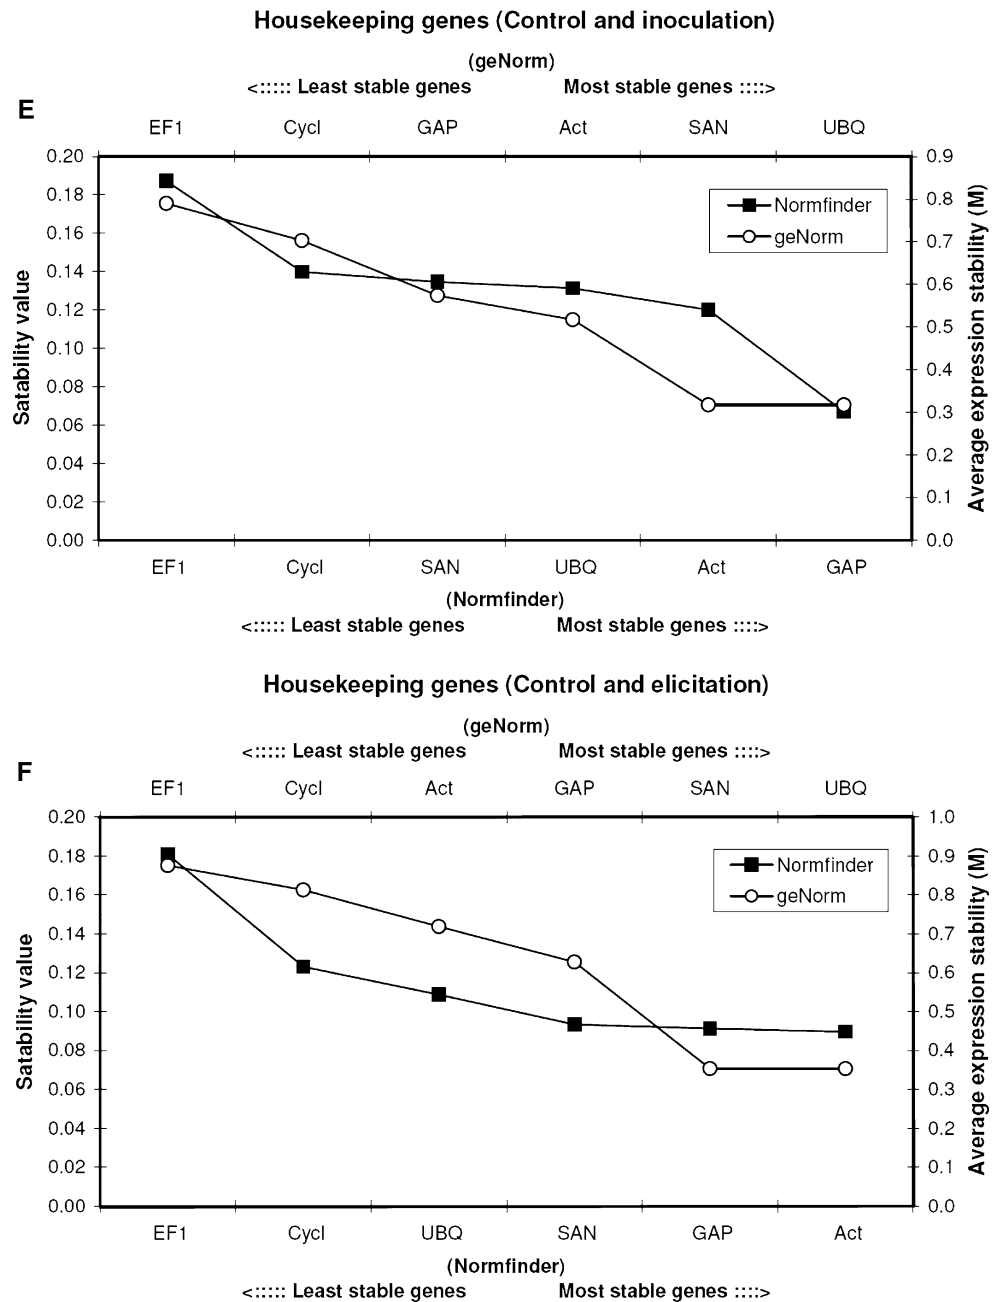 Housekeeping genes (Control and inoculation)
(geNorm)
<::::: Least stable genes Most stable genes ::::>
E
EF1 Cycl GAP Act SAN UBQ
0.20 0.9
0.18 0.8
0.16 0.7
0.14 0.6
0.12 0.5
0.10 0.4
0.08 0.3
0.06 0.2
0.04 0.1
0.02 0.0
0.00
Satability value
Average expression stability (M)
Normfinder
geNorm
EF1 Cycl SAN UBQ Act GAP
(Normfinder)
<::::: Least stable genes Most stable genes ::::>
Housekeeping genes (Control and elicitation)
(geNorm)
<::::: Least stable genes Most stable genes ::::>
F
EF1 Cycl Act GAP SAN UBQ
0.20 1.0
0.18 0.9
0.16 0.8
0.14 0.7
0.12 0.6
0.10 0.5
0.08 0.4
0.06 0.3
0.04 0.2
0.02 0.1
0.00 0.0
Satability value
Average expression stability (M)
Normfinder
geNorm
EF1 Cycl UBQ SAN GAP Act
(Normfinder)
<::::: Least stable genes Most stable genes ::::>